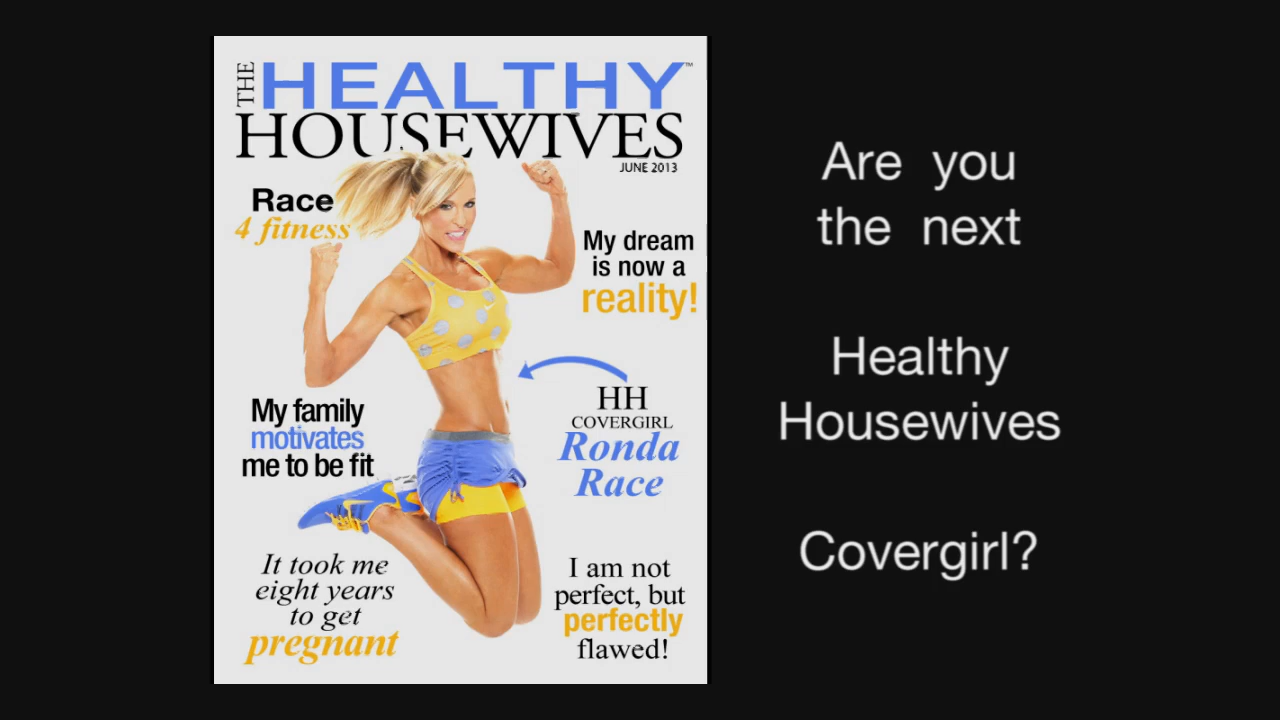 THE HEALTHY™
HOUSEWIVES
JUNE 2013
Race
4 fitness
My dream
is now a
reality!
HH
COVERGIRL
Ronda
Race
My family
motivates
me to be fit
It took me
eight years
to get
pregnant
I am not
perfect, but
perfectly
flawed!
Are you
the next
Healthy
Housewives
Covergirl?